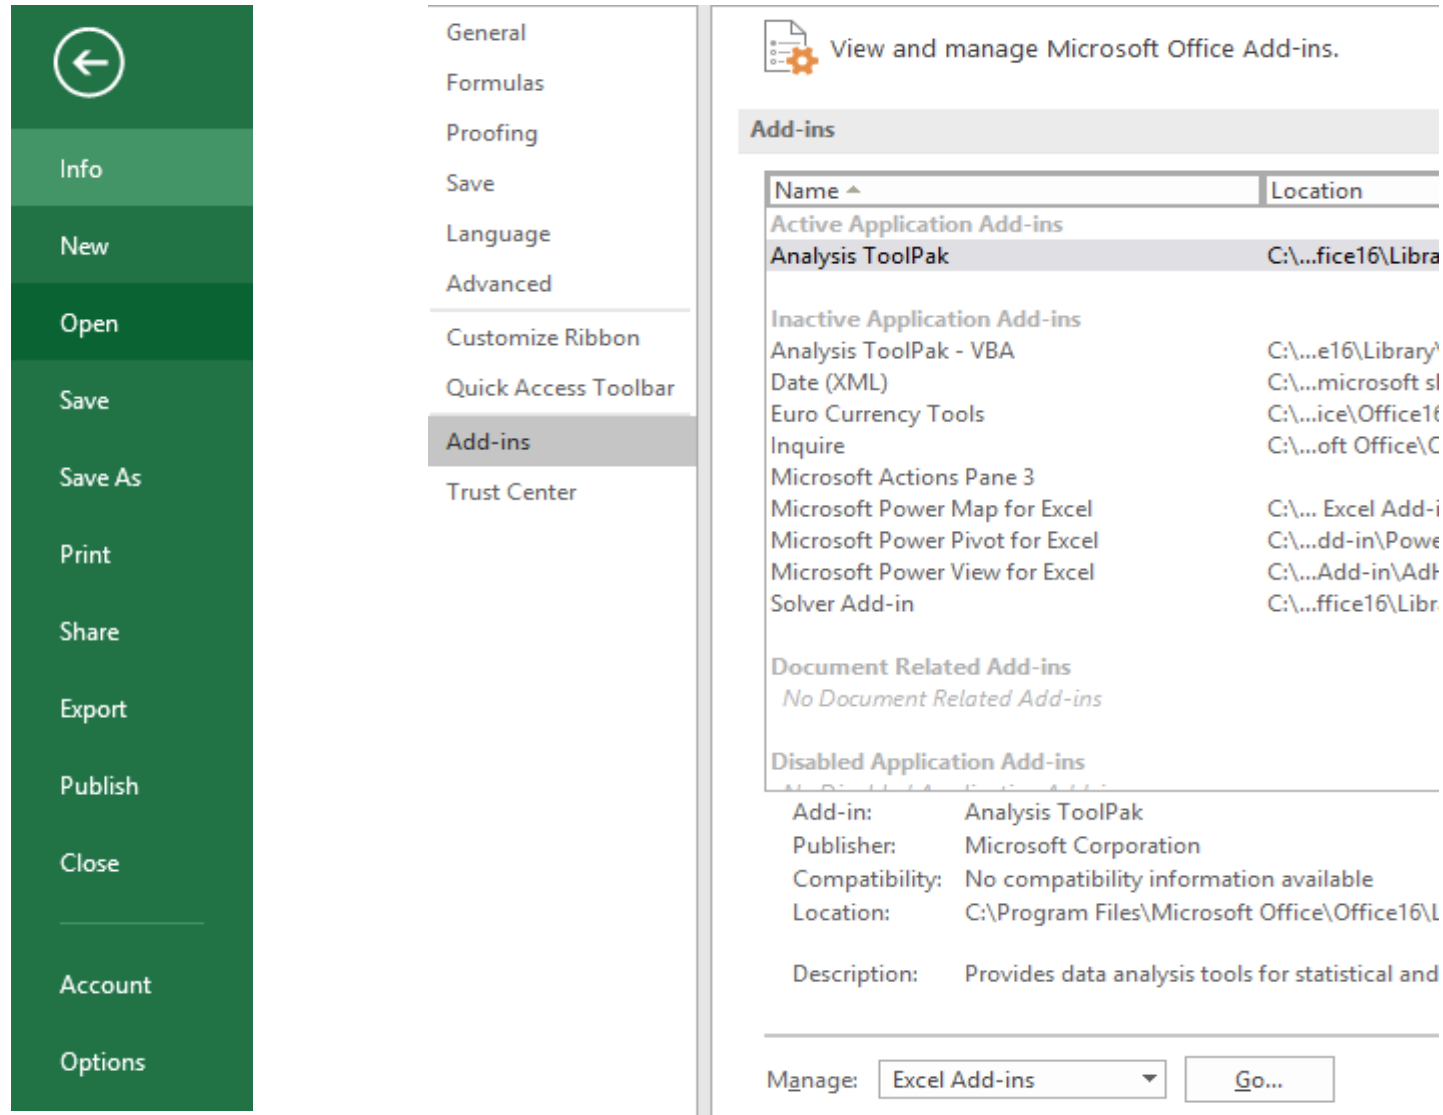 Info
New
Open
Save
Save As
Print
Share
Export
Publish
Close
Account
Options
General
Formulas
Proofing
Save
Language
Advanced
Customize Ribbon
Quick Access Toolbar
Add-ins
Trust Center
View and manage Microsoft Office Add-ins.
Add-ins
Name Location
Active Application Add-ins
Analysis ToolPak C:\...fice16\Libra
Inactive Application Add-ins
Analysis ToolPak - VBA C:\...e16\Library\
Date (XML) C:\...microsoft sl
Euro Currency Tools C:\...ice\Office16
Inquire C:\...oft Office\O
Microsoft Actions Pane 3
Microsoft Power Map for Excel C:\... Excel Add-i
Microsoft Power Pivot for Excel C:\...dd-in\Powe
Microsoft Power View for Excel C:\...Add-in\AdH
Solver Add-in C:\...ffice16\Libr
Document Related Add-ins
No Document Related Add-ins
Disabled Application Add-ins
Add-in: Analysis ToolPak
Publisher: Microsoft Corporation
Compatibility: No compatibility information available
Location: C:\Program Files\Microsoft Office\Office16\L
Description: Provides data analysis tools for statistical and
Manage: Excel Add-ins Go...